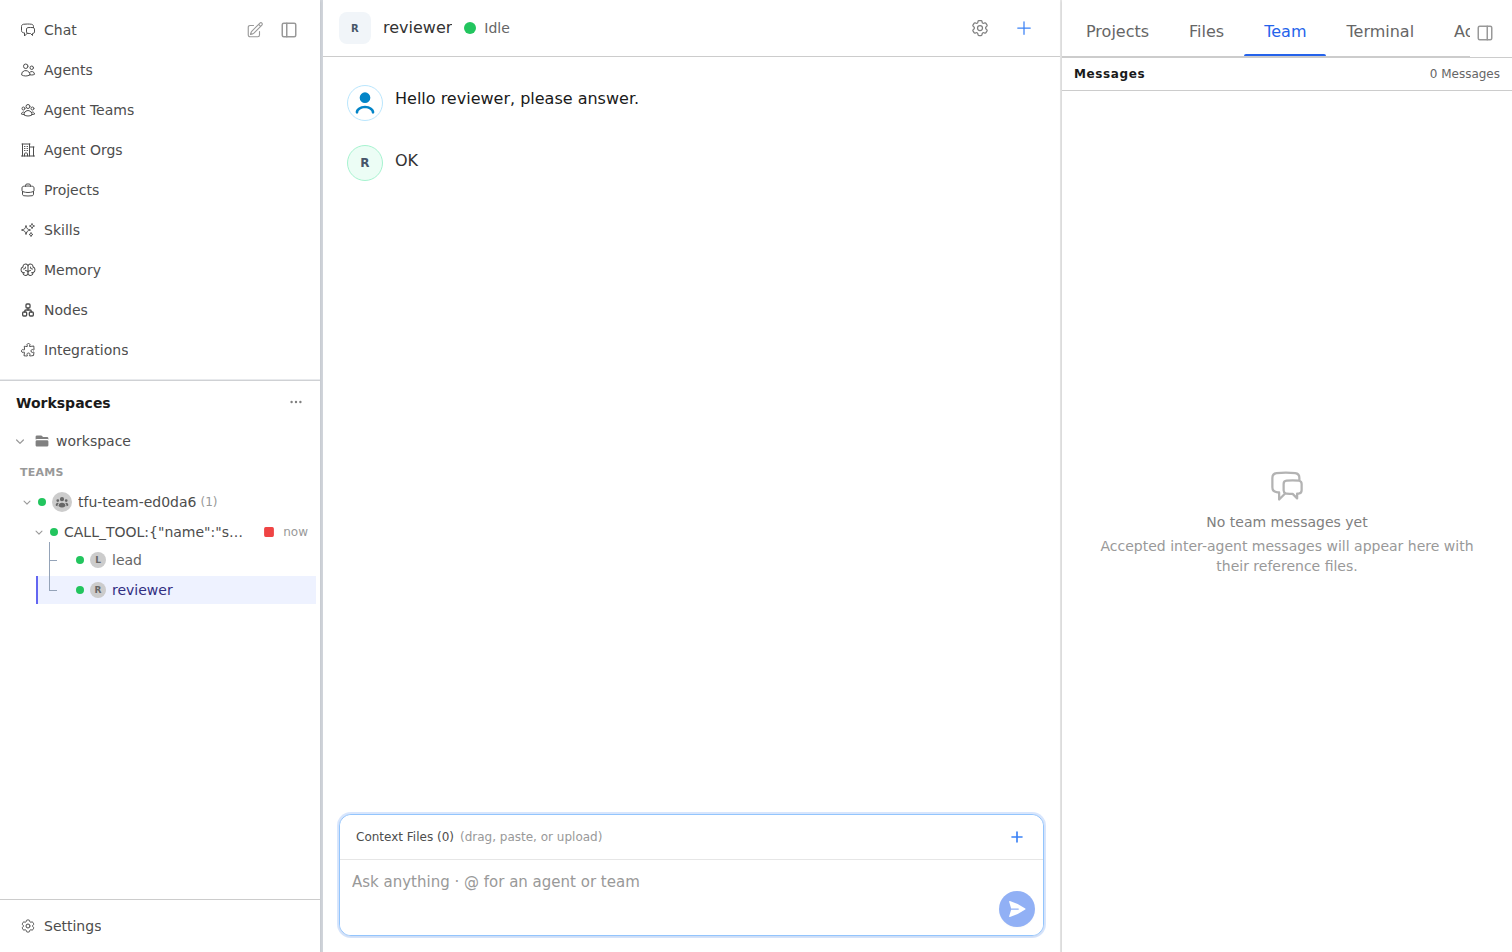 Chat
Agents
Agent Teams
Agent Orgs
Projects
Skills
Memory
Nodes
Integrations
Workspaces
workspace
TEAMS
tfu-team-ed0da6 (1)
CALL_TOOL:{"name":"s... now
L lead
R reviewer
Settings
R reviewer Idle
Hello reviewer, please answer.
R OK
Context Files (0) (drag, paste, or upload)
Ask anything · @ for an agent or team
Projects Files Team Terminal Ac
Messages 0 Messages
No team messages yet
Accepted inter-agent messages will appear here with
their reference files.